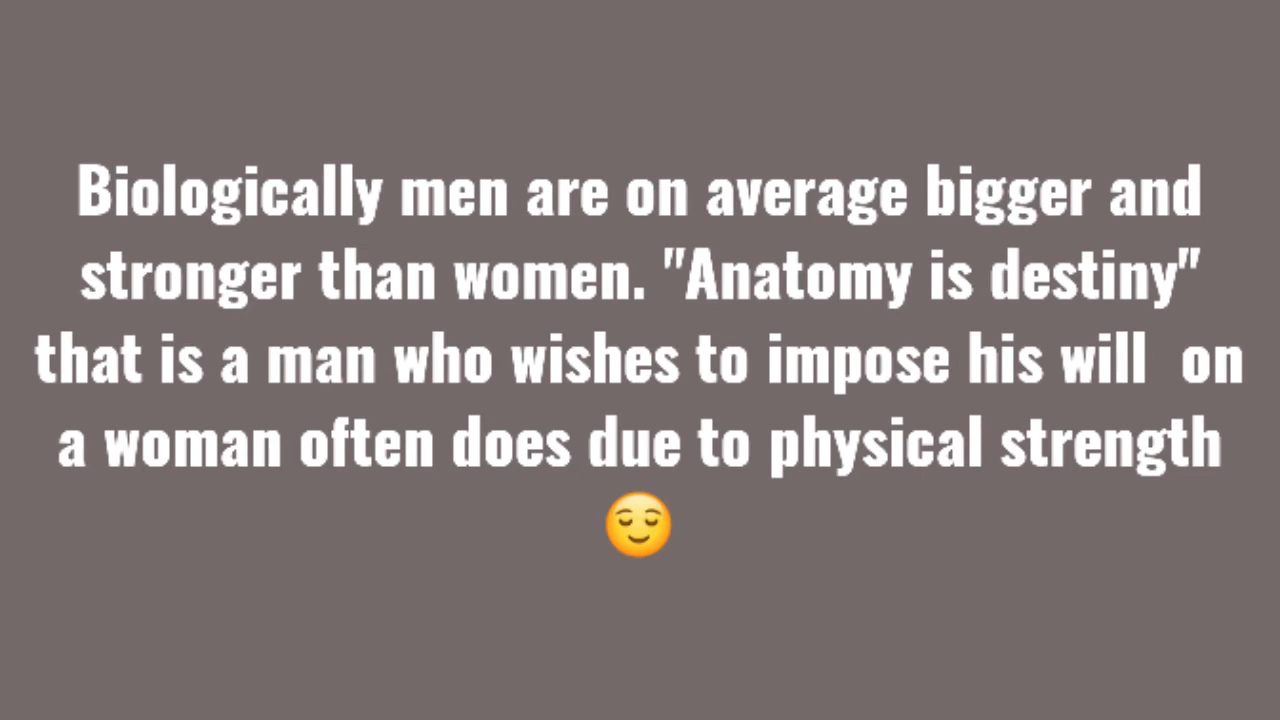 Biologically men are on average bigger and
stronger than women. "Anatomy is destiny"
that is a man who wishes to impose his will  on
a woman often does due to physical strength
😌